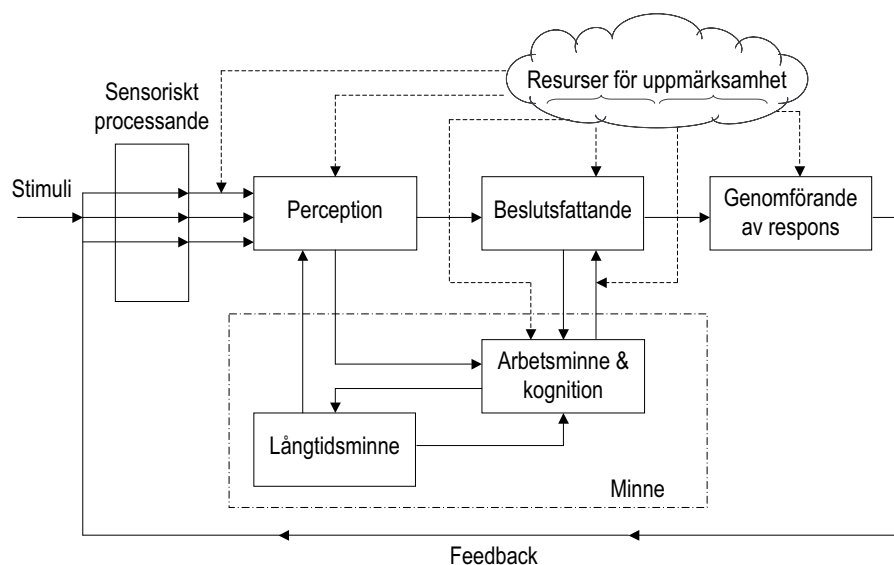 Resurser för uppmärksamhet
Sensoriskt
processande
Stimuli
Perception
Beslutsfattande
Genomförande
av respons
Arbetsminne &
kognition
Långtidsminne
Minne
Feedback